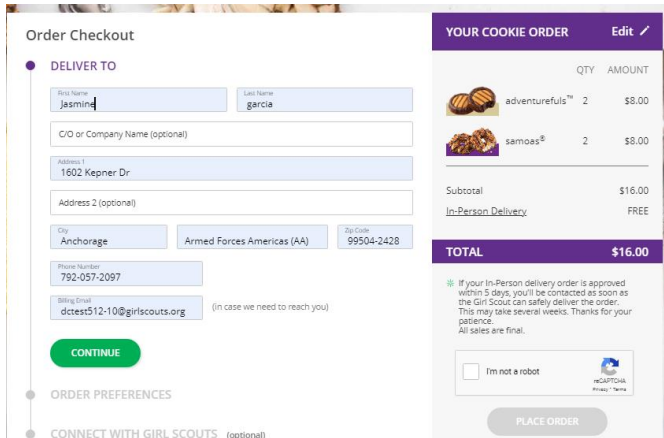 Order Checkout
DELIVER TO
First Name
Jasmine
Last Name
garcia
C/O or Company Name (optional)
Address 1
1602 Kepner Dr
Address 2 (optional)
City
Anchorage
Armed Forces Americas (AA)
Zip Code
99504-2428
Phone Number
792-057-2097
Billing Email
dctest512-10@girlscouts.org
(in case we need to reach you)
CONTINUE
ORDER PREFERENCES
CONNECT WITH GIRL SCOUTS (optional)
YOUR COOKIE ORDER Edit
QTY AMOUNT
adventurefuls™ 2 $8.00
samoas® 2 $8.00
Subtotal $16.00
In-Person Delivery FREE
TOTAL $16.00
If your In-Person delivery order is approved
within 5 days, you'll be contacted as soon as
the Girl Scout can safely deliver the order.
This may take several weeks. Thanks for your
patience.
All sales are final.
I'm not a robot
reCAPTCHA
Privacy - Terms
PLACE ORDER